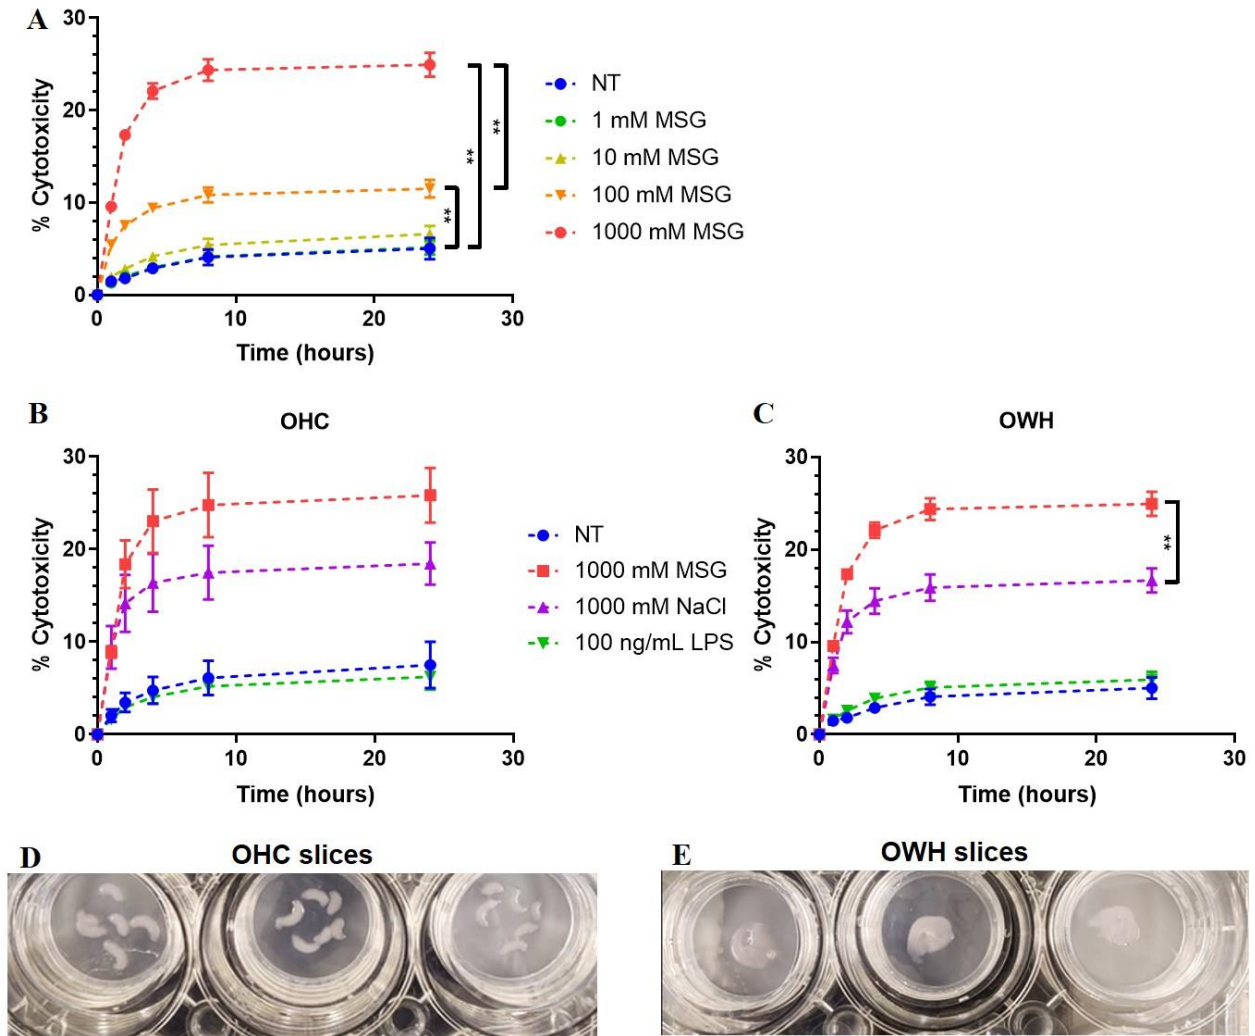 A
30
20
10
0
% Cytotoxicity
0
10
20
30
Time (hours)
**
**
**
NT
1 mM MSG
10 mM MSG
100 mM MSG
1000 mM MSG
B
OHC
30
20
10
0
% Cytotoxicity
0
10
20
30
Time (hours)
NT
1000 mM MSG
1000 mM NaCl
100 ng/mL LPS
C
OWH
30
20
10
0
% Cytotoxicity
0
10
20
30
Time (hours)
**
D
OHC slices
E
OWH slices